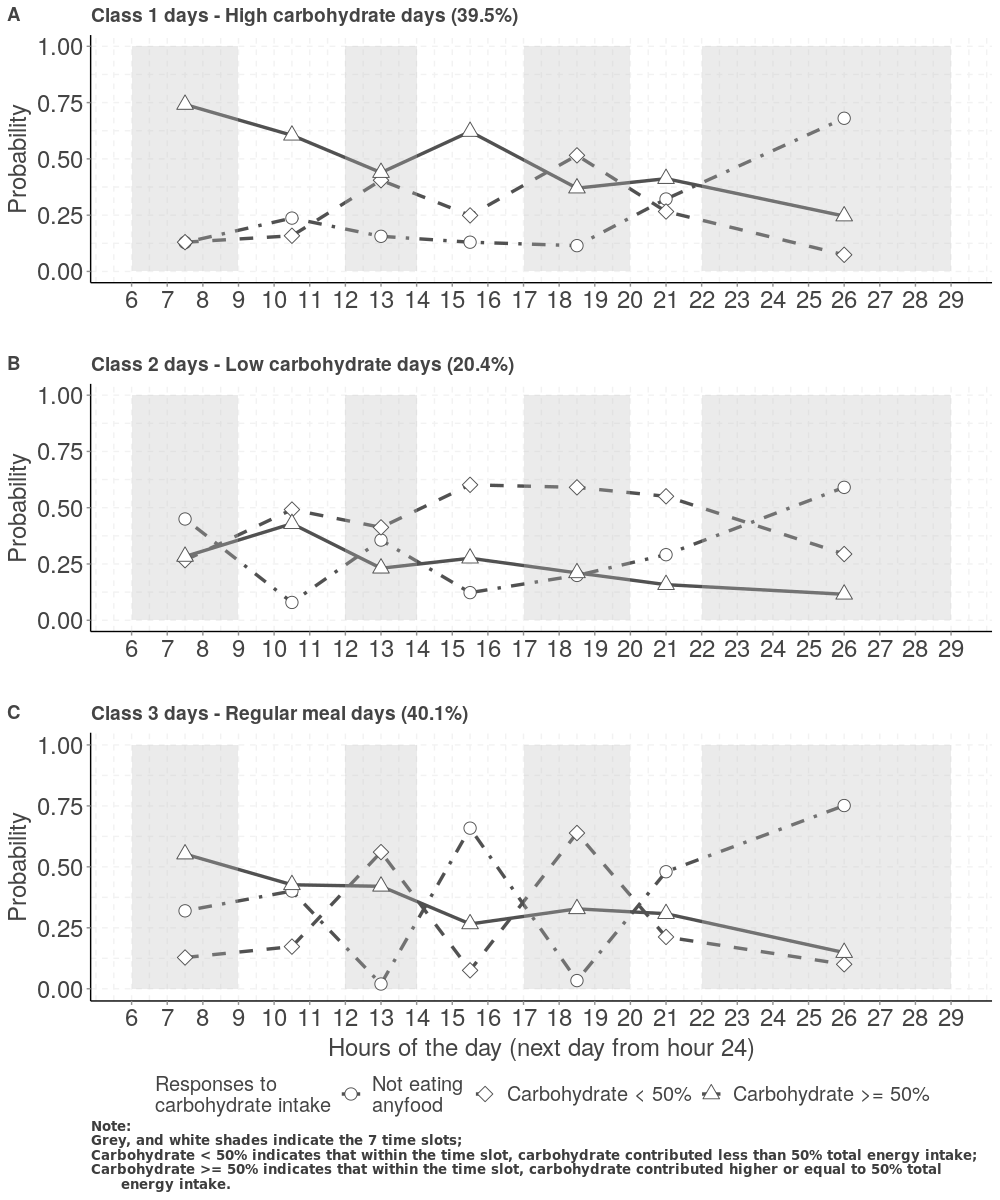 A Class 1 days - High carbohydrate days (39.5%)
1.00
0.75
0.50
0.25
0.00
Probability
6 7 8 9 10 11 12 13 14 15 16 17 18 19 20 21 22 23 24 25 26 27 28 29
B Class 2 days - Low carbohydrate days (20.4%)
1.00
0.75
0.50
0.25
0.00
Probability
6 7 8 9 10 11 12 13 14 15 16 17 18 19 20 21 22 23 24 25 26 27 28 29
C Class 3 days - Regular meal days (40.1%)
1.00
0.75
0.50
0.25
0.00
Probability
6 7 8 9 10 11 12 13 14 15 16 17 18 19 20 21 22 23 24 25 26 27 28 29
Hours of the day (next day from hour 24)
Responses to
carbohydrate intake
Not eating
anyfood
Carbohydrate < 50%
Carbohydrate >= 50%
Note:
Grey, and white shades indicate the 7 time slots;
Carbohydrate < 50% indicates that within the time slot, carbohydrate contributed less than 50% total energy intake;
Carbohydrate >= 50% indicates that within the time slot, carbohydrate contributed higher or equal to 50% total
energy intake.